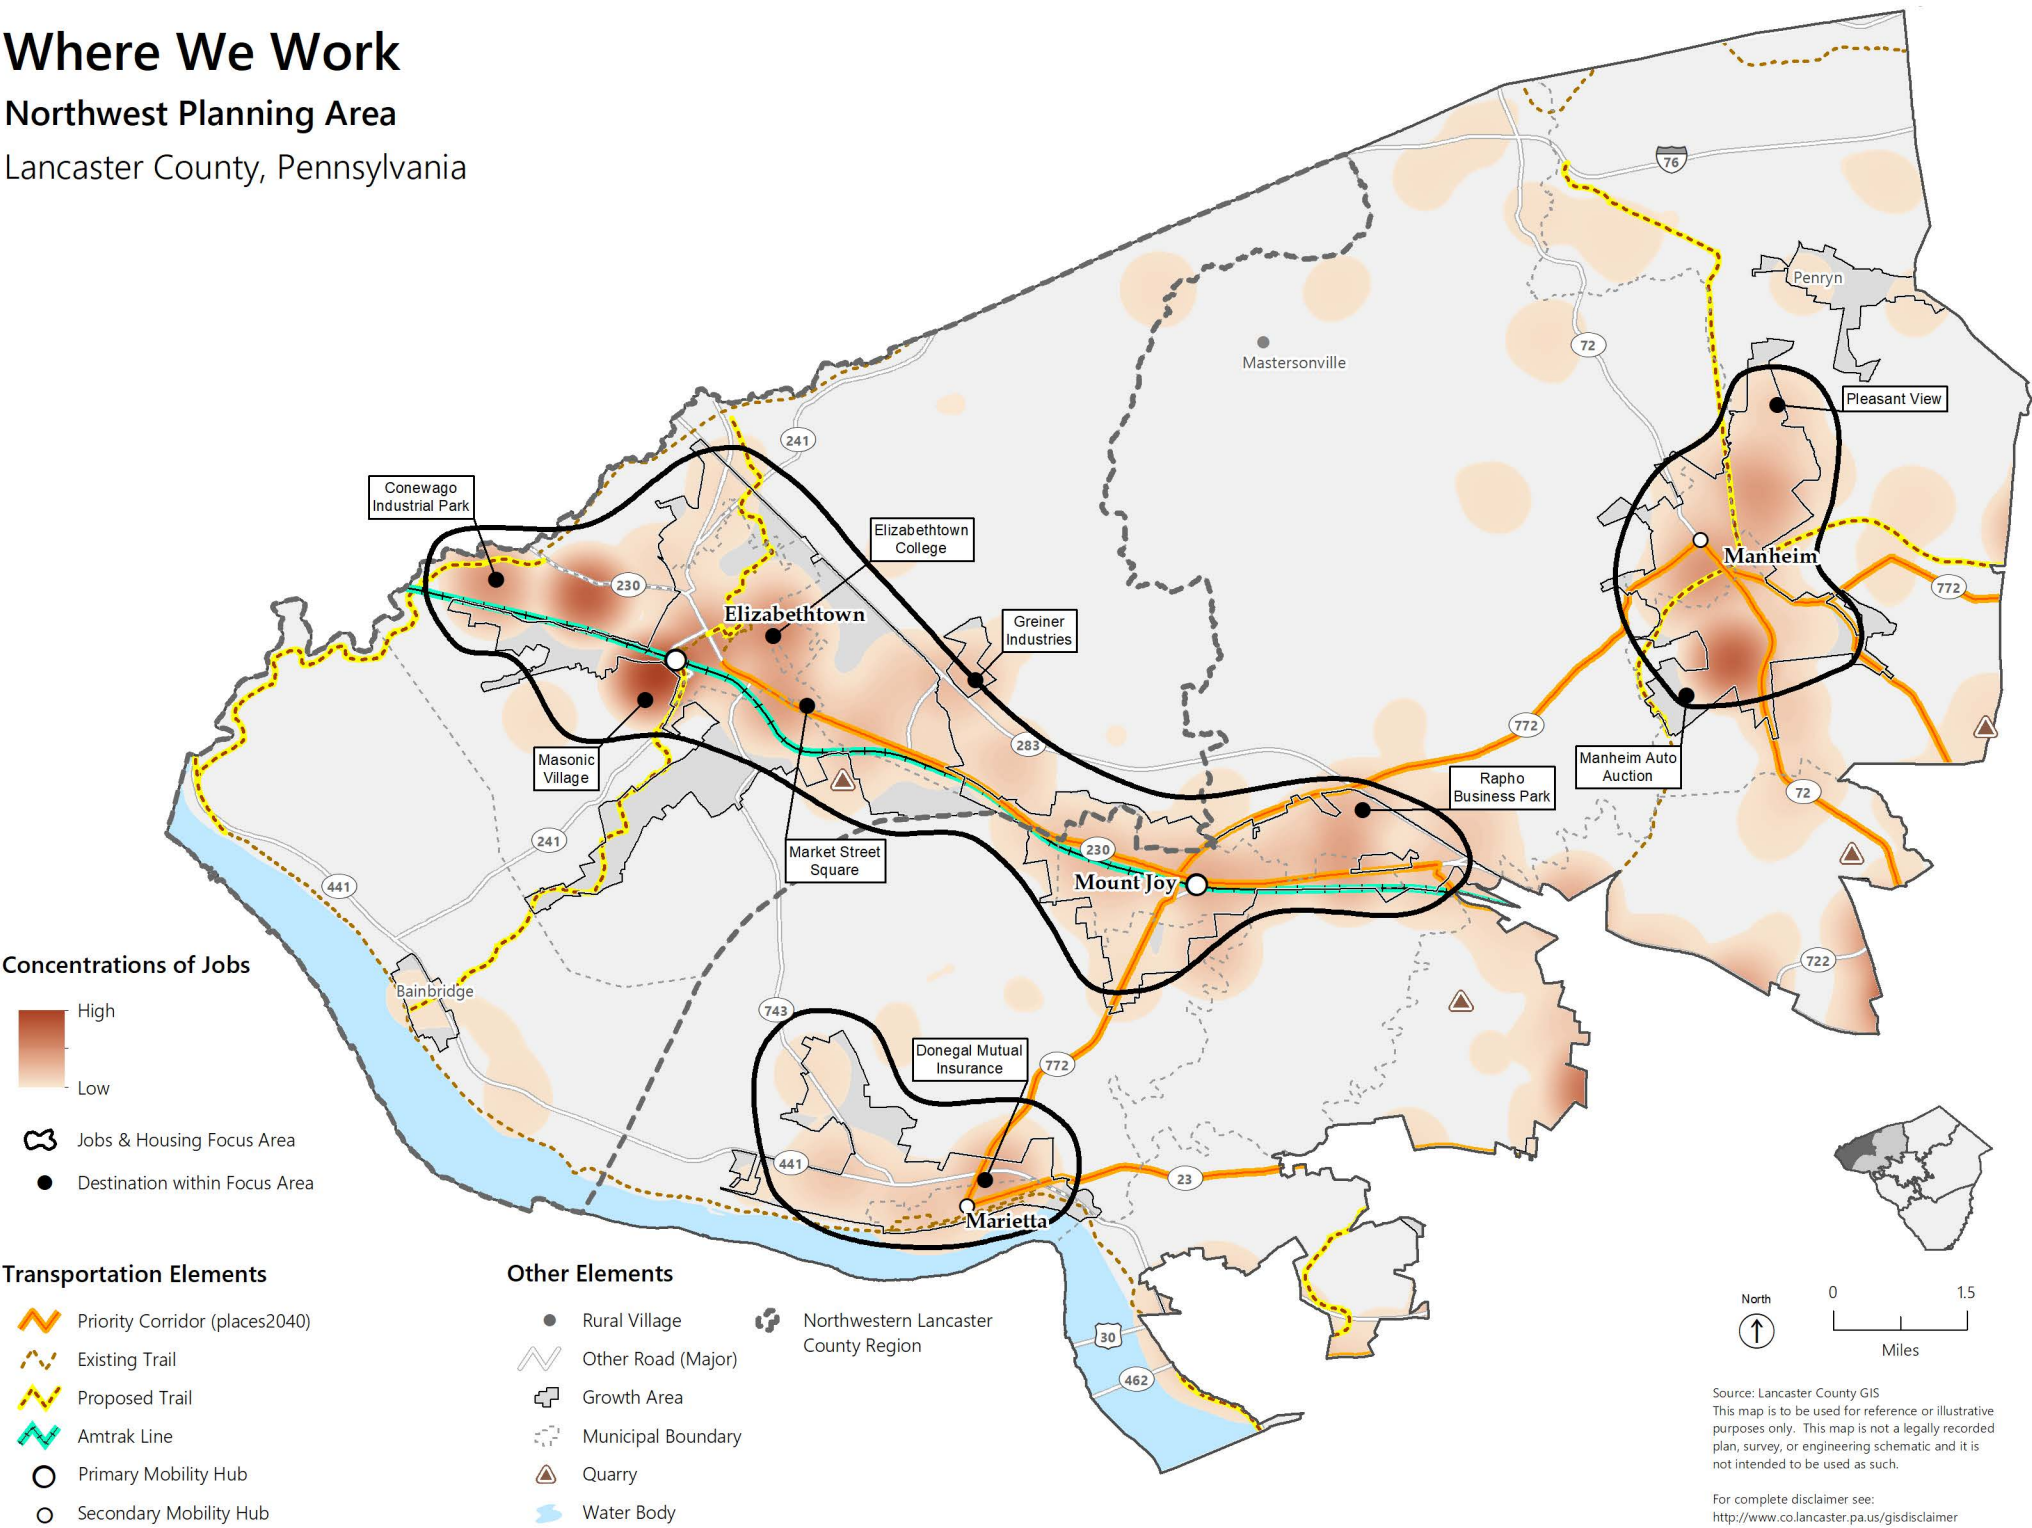 Where We Work
Northwest Planning Area
Lancaster County, Pennsylvania
76
Penryn
72
Mastersonville
Pleasant View
241
Conewago
Industrial Park
Elizabethtown
College
Manheim
230
772
Elizabethtown
Greiner
Industries
772
283
Masonic
Village
Manheim Auto
Auction
Rapho
Business Park
72
241
230
Market Street
Square
Mount Joy
441
722
Bainbridge
743
Donegal Mutual
Insurance
772
441
23
Marietta
30
462
Concentrations of Jobs
High
Low
Jobs & Housing Focus Area
Destination within Focus Area
Transportation Elements
Priority Corridor (places2040)
Existing Trail
Proposed Trail
Amtrak Line
Primary Mobility Hub
Secondary Mobility Hub
Other Elements
Rural Village
Other Road (Major)
Growth Area
Municipal Boundary
Quarry
Water Body
Northwestern Lancaster
County Region
North
0 1.5
Miles
Source: Lancaster County GIS
This map is to be used for reference or illustrative
purposes only. This map is not a legally recorded
plan, survey, or engineering schematic and it is
not intended to be used as such.
For complete disclaimer see:
http://www.co.lancaster.pa.us/gisdisclaimer